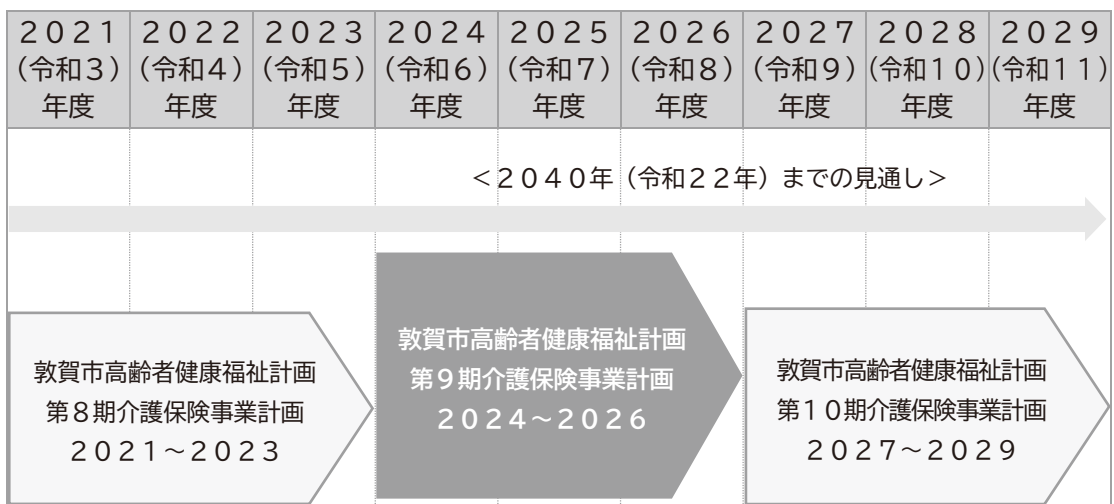 ２０２１ ２０２２ ２０２３ ２０２４ ２０２５ ２０２６ ２０２７ ２０２８ ２０２９
（令和３） （令和４） （令和５） （令和６） （令和７） （令和８） （令和９） （令和１０） （令和１１）
年度 年度 年度 年度 年度 年度 年度 年度 年度
＜２０４０年（令和２２年）までの見通し＞
敦賀市高齢者健康福祉計画
第８期介護保険事業計画
２０２１～２０２３
敦賀市高齢者健康福祉計画
第９期介護保険事業計画
２０２４～２０２６
敦賀市高齢者健康福祉計画
第１０期介護保険事業計画
２０２７～２０２９